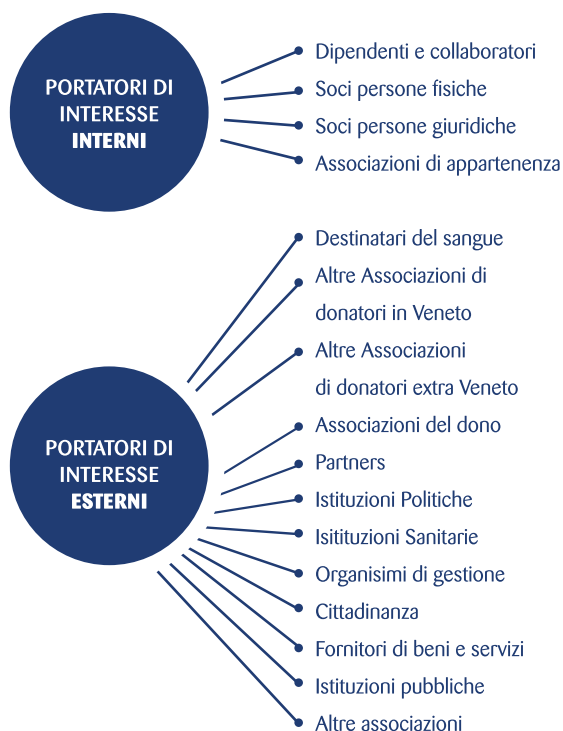 PORTATORI DI
INTERESSE
INTERNI
Dipendenti e collaboratori
Soci persone fisiche
Soci persone giuridiche
Associazioni di appartenenza
PORTATORI DI
INTERESSE
ESTERNI
Destinatari del sangue
Altre Associazioni di
donatori in Veneto
Altre Associazioni
di donatori extra Veneto
Associazioni del dono
Partners
Istituzioni Politiche
Isitituzioni Sanitarie
Organisimi di gestione
Cittadinanza
Fornitori di beni e servizi
Istituzioni pubbliche
Altre associazioni